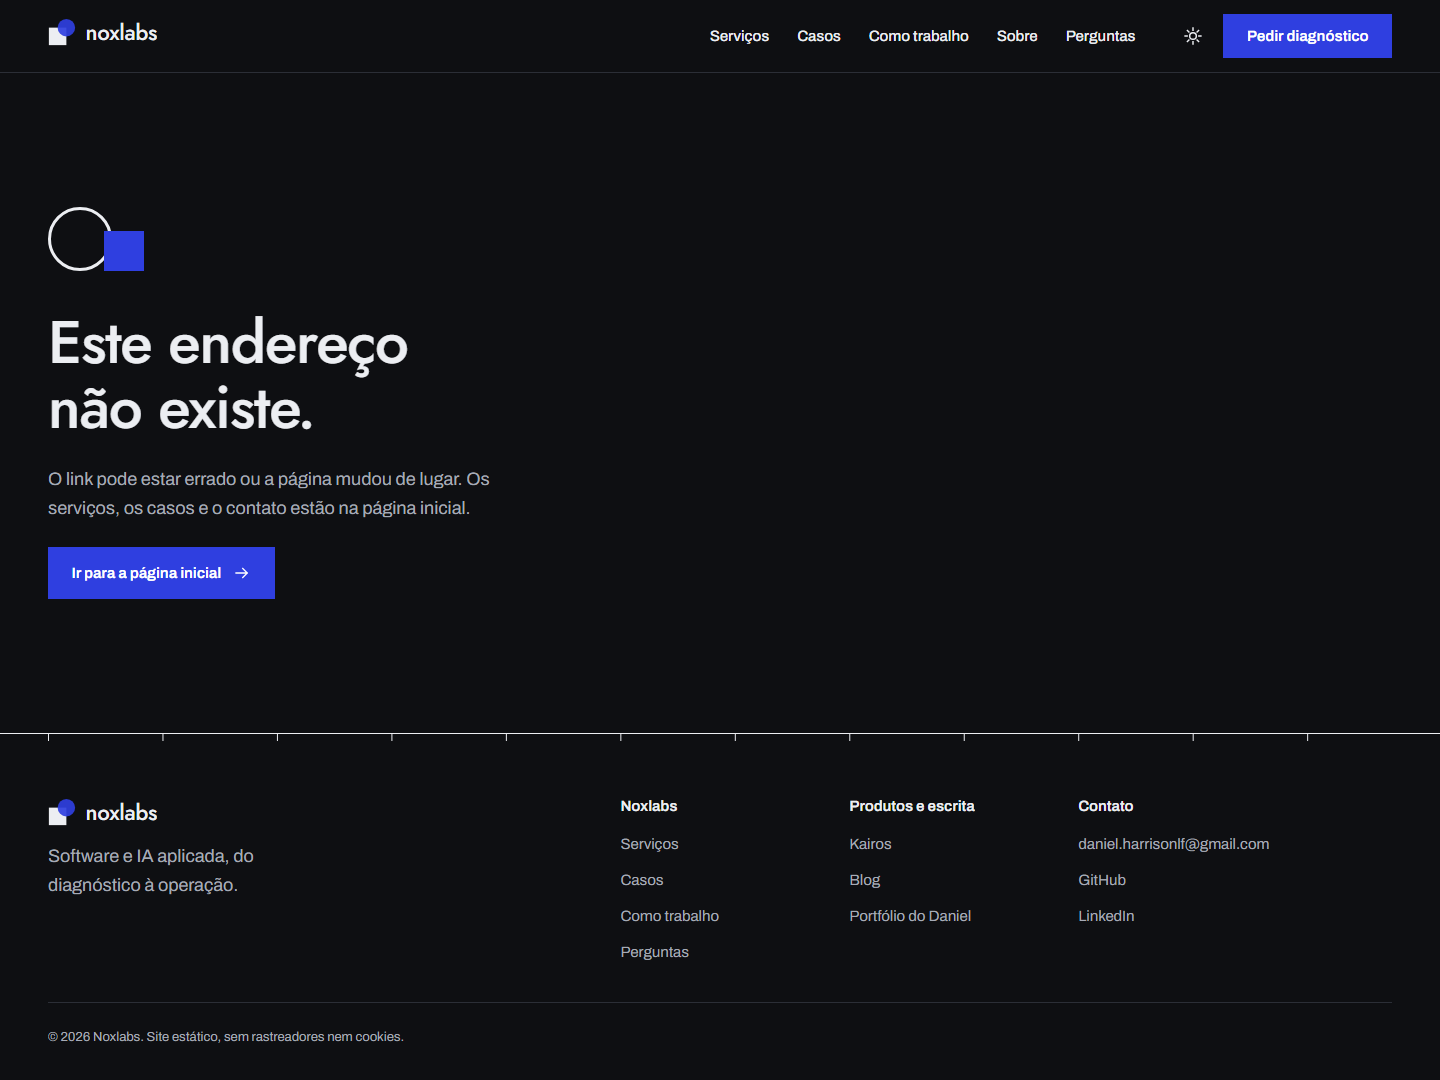 noxlabs
Serviços
Casos
Como trabalho
Sobre
Perguntas
Pedir diagnóstico
Este endereço
não existe.
O link pode estar errado ou a página mudou de lugar. Os
serviços, os casos e o contato estão na página inicial.
Ir para a página inicial
noxlabs
Software e IA aplicada, do
diagnóstico à operação.
Noxlabs
Serviços
Casos
Como trabalho
Perguntas
Produtos e escrita
Kairos
Blog
Portfólio do Daniel
Contato
daniel.harrisonlf@gmail.com
GitHub
LinkedIn
© 2026 Noxlabs. Site estático, sem rastreadores nem cookies.